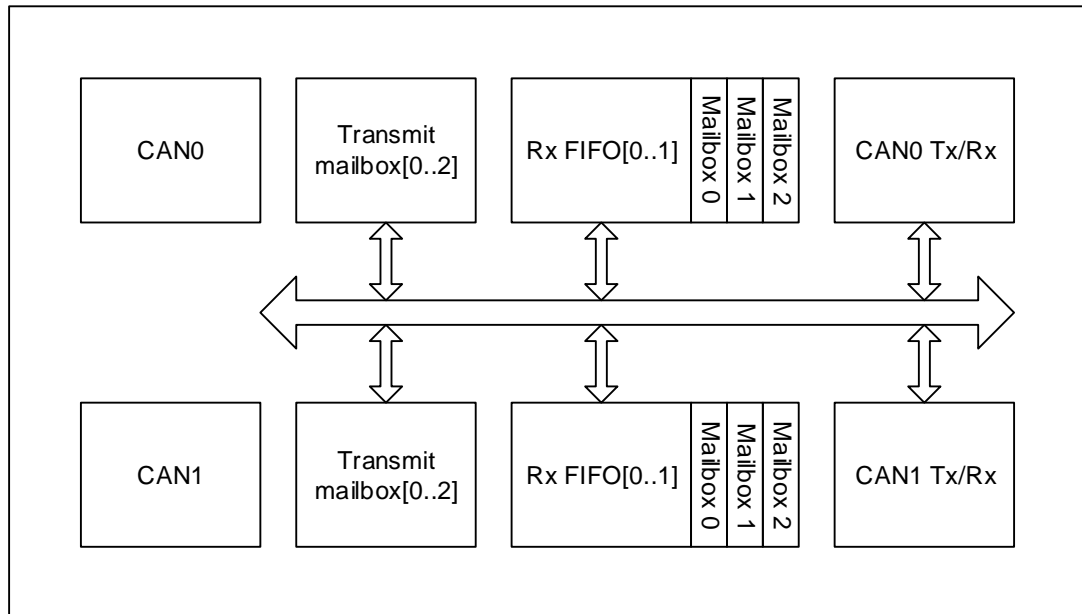 CAN0
Transmit
mailbox[0..2]
Rx FIFO[0..1]
Mailbox 0
Mailbox 1
Mailbox 2
CAN0 Tx/Rx
CAN1
Transmit
mailbox[0..2]
Rx FIFO[0..1]
Mailbox 0
Mailbox 1
Mailbox 2
CAN1 Tx/Rx